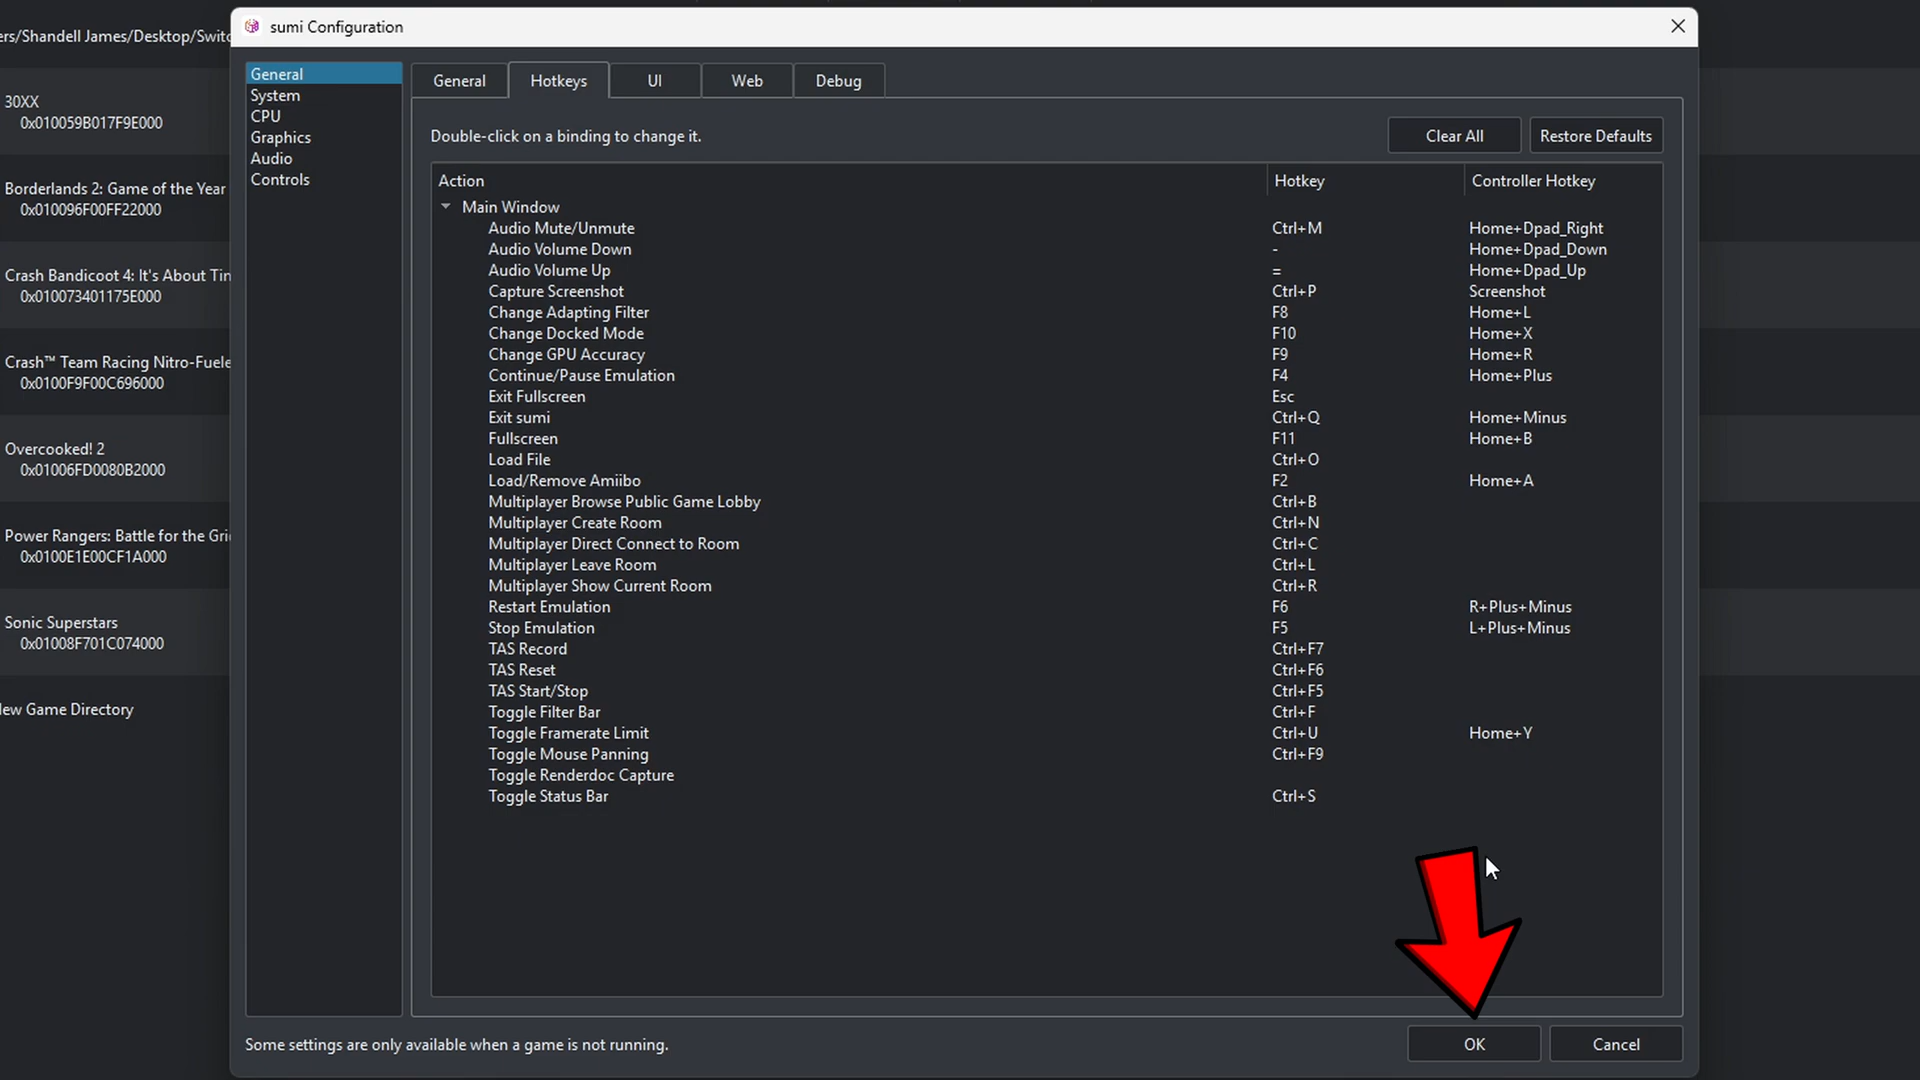 ers/Shandell James/Desktop/Switc
30XX
0x010059B017F9E000
Borderlands 2: Game of the Year
0x010096F00FF22000
Crash Bandicoot 4: It's About Tin
0x010073401175E000
Crash™ Team Racing Nitro-Fuele
0x0100F9F00C696000
Overcooked! 2
0x01006FD0080B2000
Power Rangers: Battle for the Gri
0x0100E1E00CF1A000
Sonic Superstars
0x01008F701C074000
lew Game Directory
sumi Configuration
General
System
CPU
Graphics
Audio
Controls
General Hotkeys UI Web Debug
Double-click on a binding to change it.
Clear All Restore Defaults
Action Hotkey Controller Hotkey
Main Window
Audio Mute/Unmute Ctrl+M Home+Dpad_Right
Audio Volume Down - Home+Dpad_Down
Audio Volume Up = Home+Dpad_Up
Capture Screenshot Ctrl+P Screenshot
Change Adapting Filter F8 Home+L
Change Docked Mode F10 Home+X
Change GPU Accuracy F9 Home+R
Continue/Pause Emulation F4 Home+Plus
Exit Fullscreen Esc
Exit sumi Ctrl+Q Home+Minus
Fullscreen F11 Home+B
Load File Ctrl+O
Load/Remove Amiibo F2 Home+A
Multiplayer Browse Public Game Lobby Ctrl+B
Multiplayer Create Room Ctrl+N
Multiplayer Direct Connect to Room Ctrl+C
Multiplayer Leave Room Ctrl+L
Multiplayer Show Current Room Ctrl+R
Restart Emulation F6 R+Plus+Minus
Stop Emulation F5 L+Plus+Minus
TAS Record Ctrl+F7
TAS Reset Ctrl+F6
TAS Start/Stop Ctrl+F5
Toggle Filter Bar Ctrl+F
Toggle Framerate Limit Ctrl+U Home+Y
Toggle Mouse Panning Ctrl+F9
Toggle Renderdoc Capture
Toggle Status Bar Ctrl+S
Some settings are only available when a game is not running.
OK Cancel